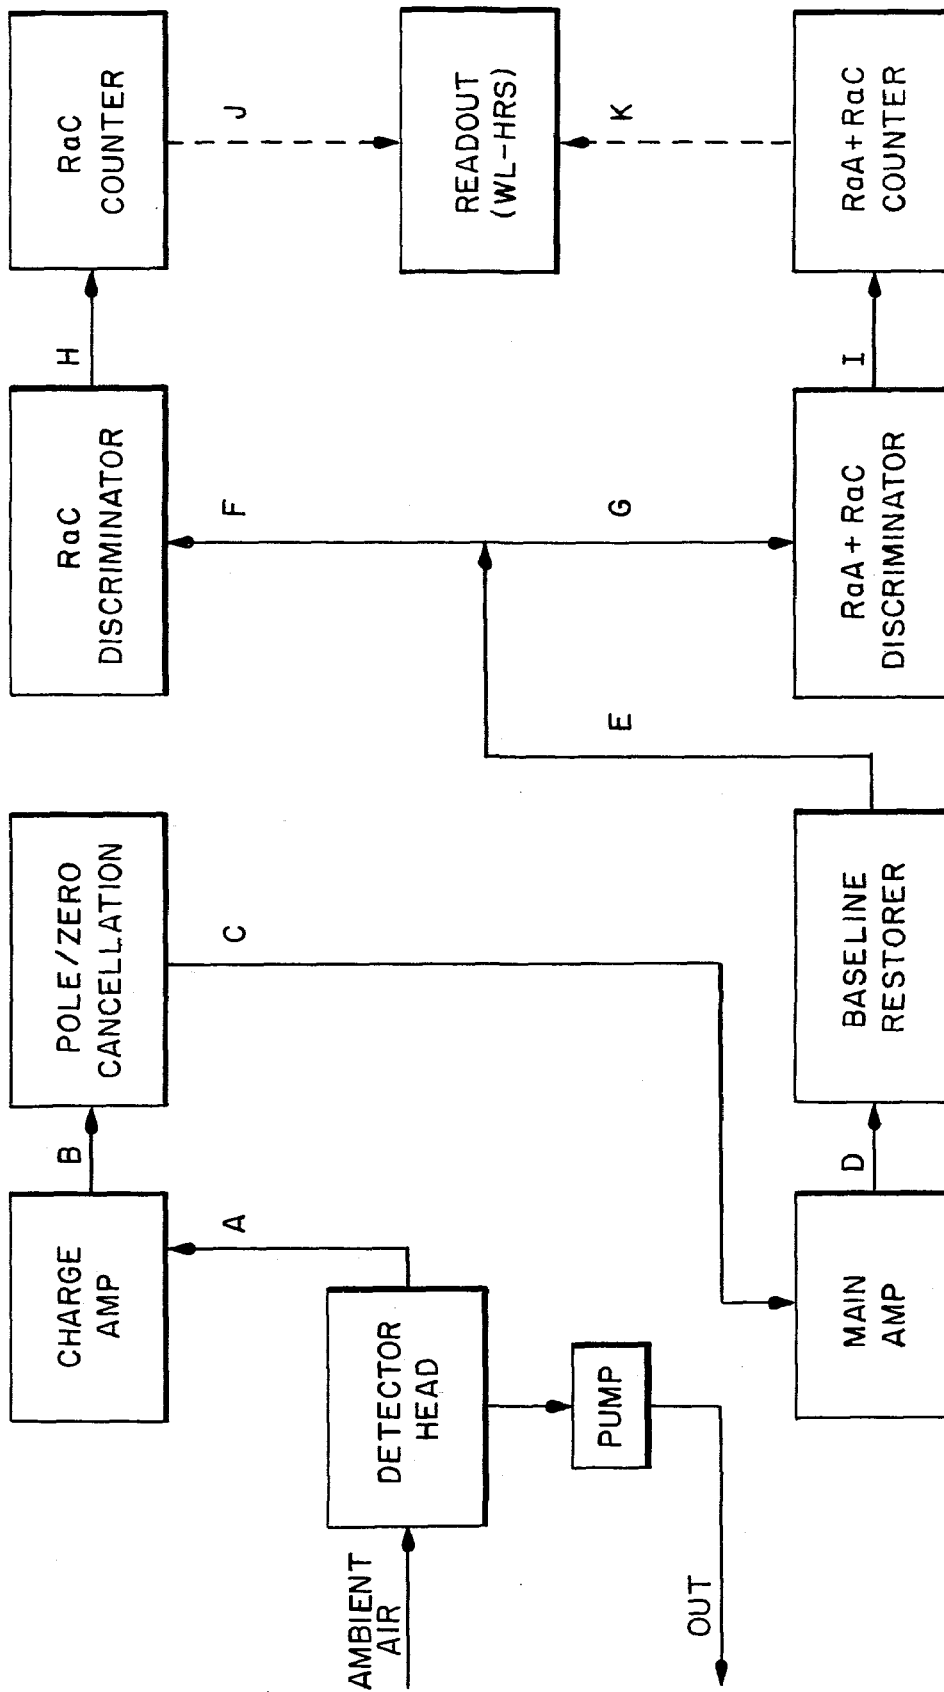 CHARGE
AMP
B
POLE/ZERO
CANCELLATION
RaC
DISCRIMINATOR
H
RaC
COUNTER
A
C
F
J
AMBIENT
AIR
DETECTOR
HEAD
READOUT
(WL-HRS)
PUMP
E
G
K
OUT
MAIN
AMP
D
BASELINE
RESTORER
RaA+RaC
DISCRIMINATOR
I
RaA+RaC
COUNTER